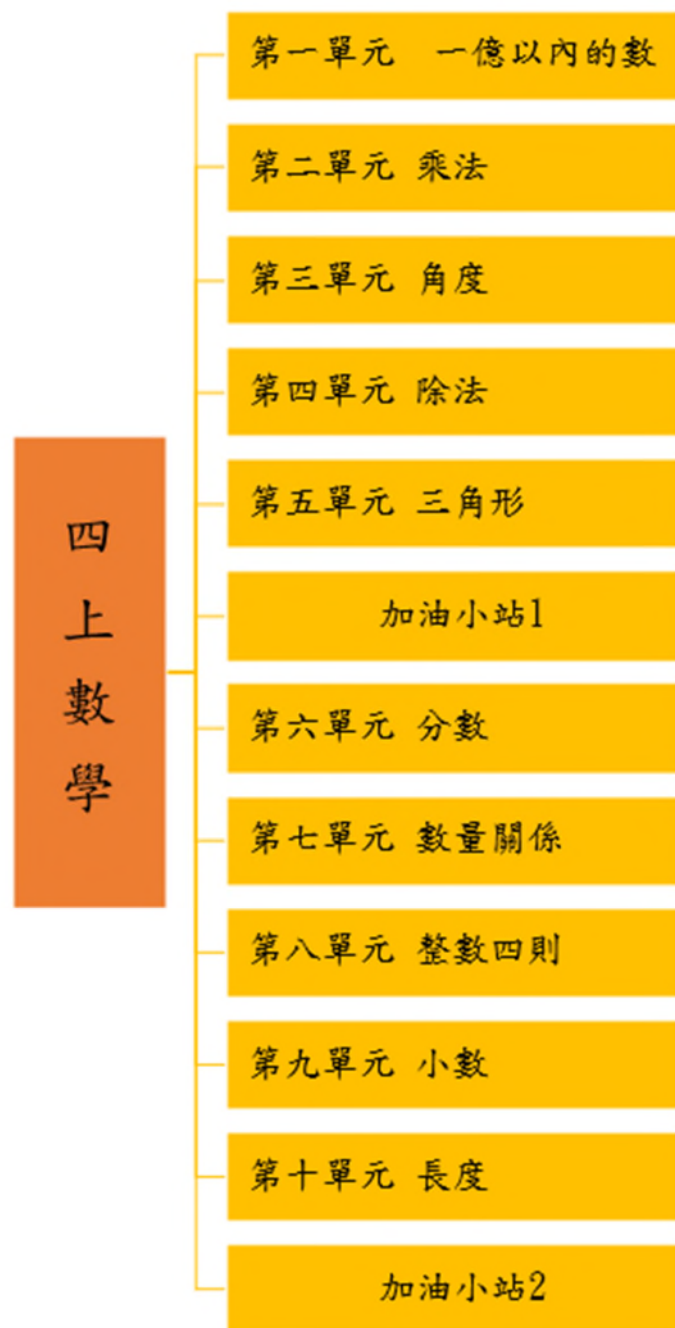 四上數學
第一單元 一億以內的數
第二單元 乘法
第三單元 角度
第四單元 除法
第五單元 三角形
加油小站1
第六單元 分數
第七單元 數量關係
第八單元 整數四則
第九單元 小數
第十單元 長度
加油小站2